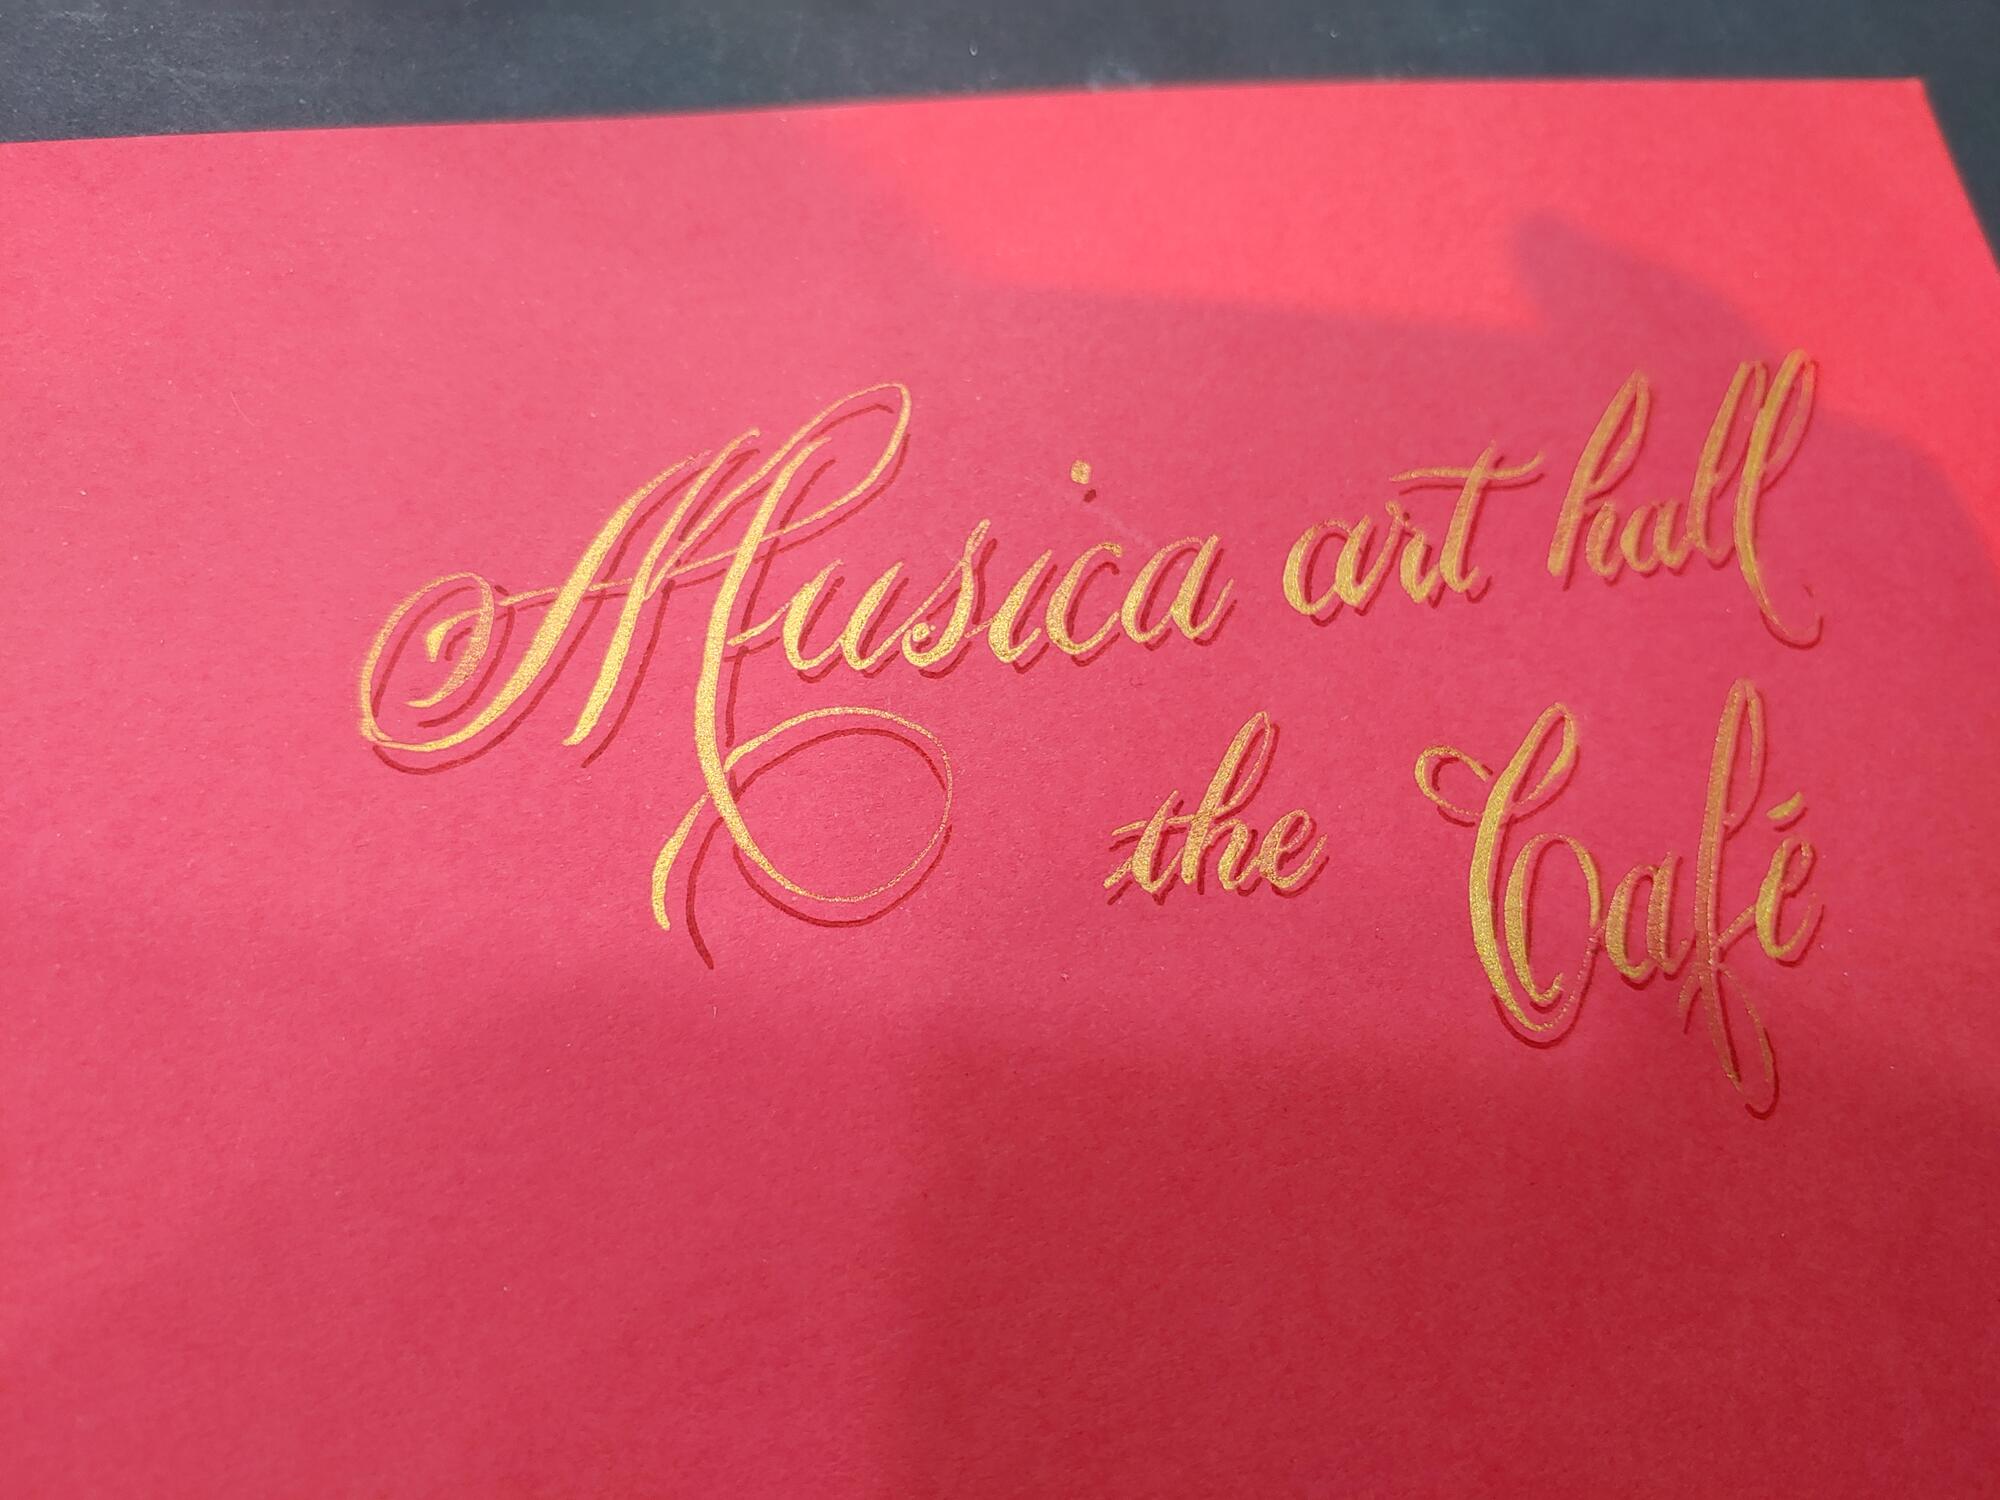 Musica art hall
the Café